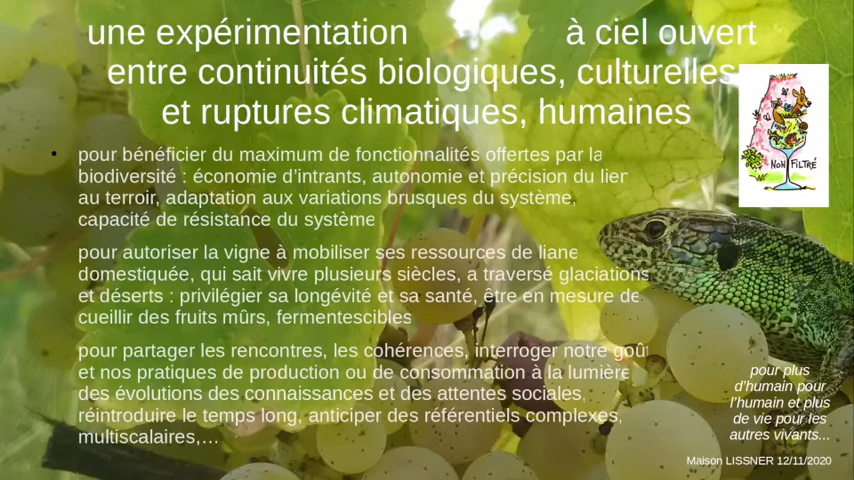 une expérimentation à ciel ouvert
entre continuités biologiques, culturelles
et ruptures climatiques, humaines
NON FILTRÉ
• pour bénéficier du maximum de fonctionnalités offertes par la
biodiversité : économie d'intrants, autonomie et précision du lien
au terroir, adaptation aux variations brusques du système,
capacité de résistance du système
pour autoriser la vigne à mobiliser ses ressources de liane
domestiquée, qui sait vivre plusieurs siècles, a traversé glaciations
et déserts : privilégier sa longévité et sa santé, être en mesure de
cueillir des fruits mûrs, fermentescibles
pour partager les rencontres, les cohérences, interroger notre goût
et nos pratiques de production ou de consommation à la lumière
des évolutions des connaissances et des attentes sociales,
réintroduire le temps long, anticiper des référentiels complexes,
multiscalaires,…
pour plus
d'humain pour
l'humain et plus
de vie pour les
autres vivants...
Maison LISSNER 12/11/2020